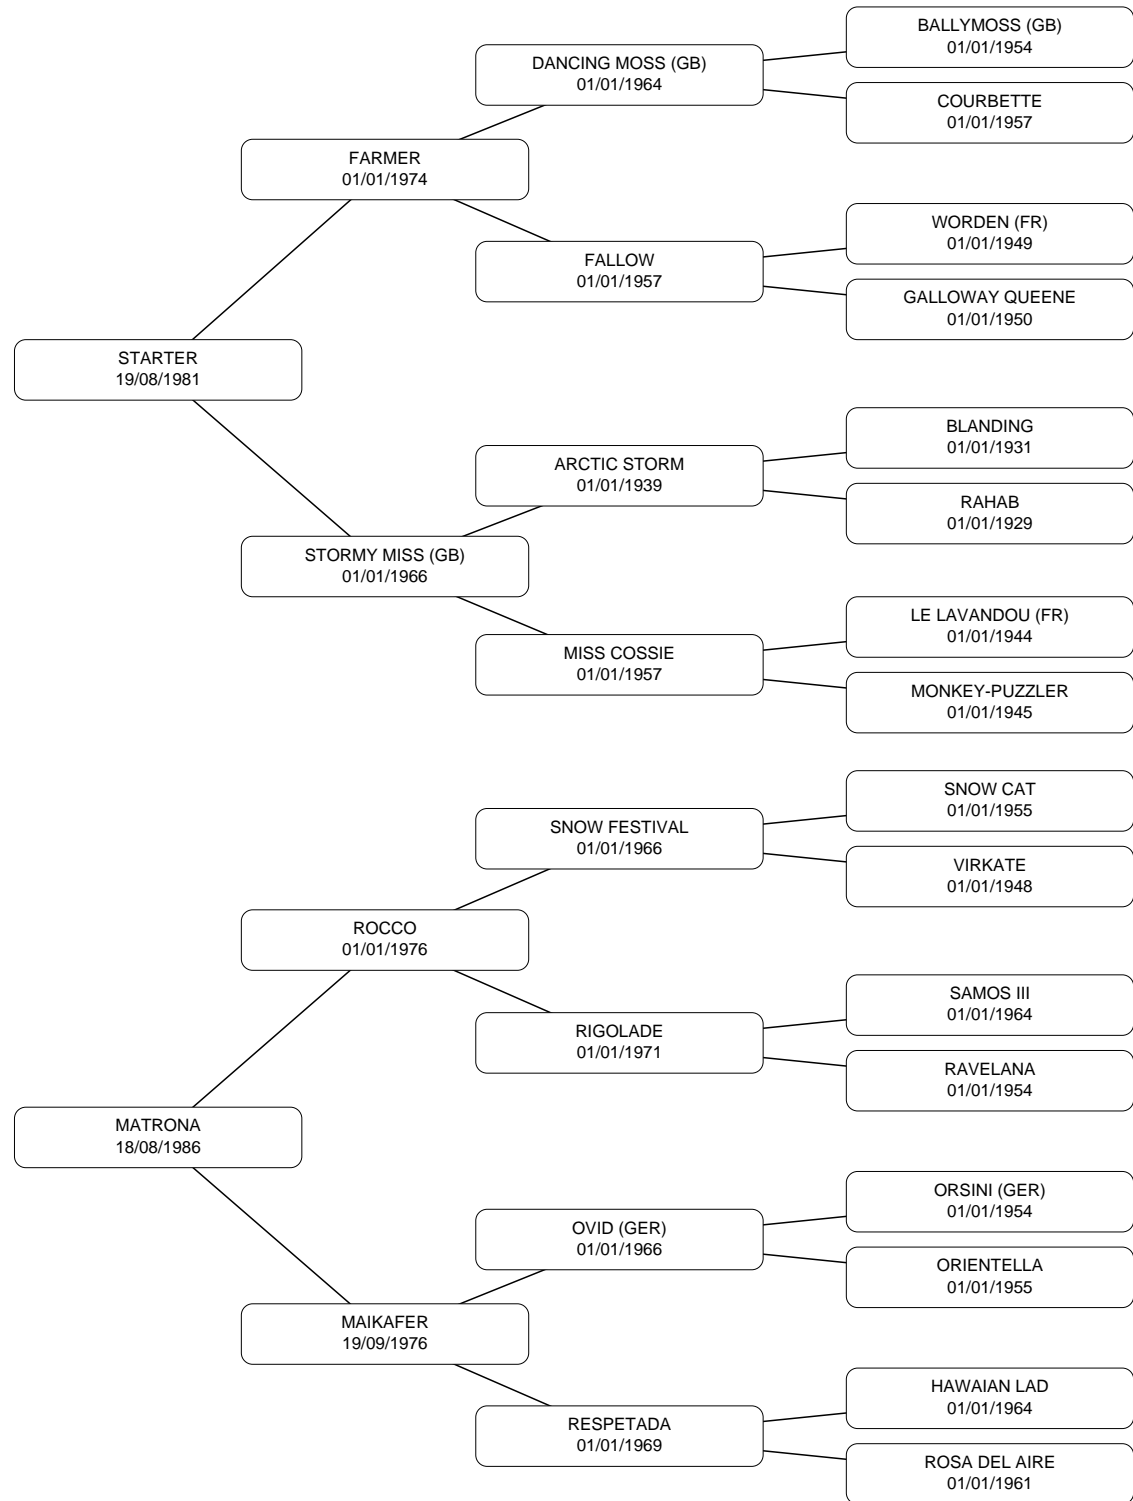 BALLYMOSS (GB)
01/01/1954
DANCING MOSS (GB)
01/01/1964
COURBETTE
01/01/1957
FARMER
01/01/1974
WORDEN (FR)
01/01/1949
FALLOW
01/01/1957
GALLOWAY QUEENE
01/01/1950
STARTER
19/08/1981
BLANDING
01/01/1931
ARCTIC STORM
01/01/1939
RAHAB
01/01/1929
STORMY MISS (GB)
01/01/1966
LE LAVANDOU (FR)
01/01/1944
MISS COSSIE
01/01/1957
MONKEY-PUZZLER
01/01/1945
SNOW CAT
01/01/1955
SNOW FESTIVAL
01/01/1966
VIRKATE
01/01/1948
ROCCO
01/01/1976
SAMOS III
01/01/1964
RIGOLADE
01/01/1971
RAVELANA
01/01/1954
MATRONA
18/08/1986
ORSINI (GER)
01/01/1954
OVID (GER)
01/01/1966
ORIENTELLA
01/01/1955
MAIKAFER
19/09/1976
HAWAIAN LAD
01/01/1964
RESPETADA
01/01/1969
ROSA DEL AIRE
01/01/1961